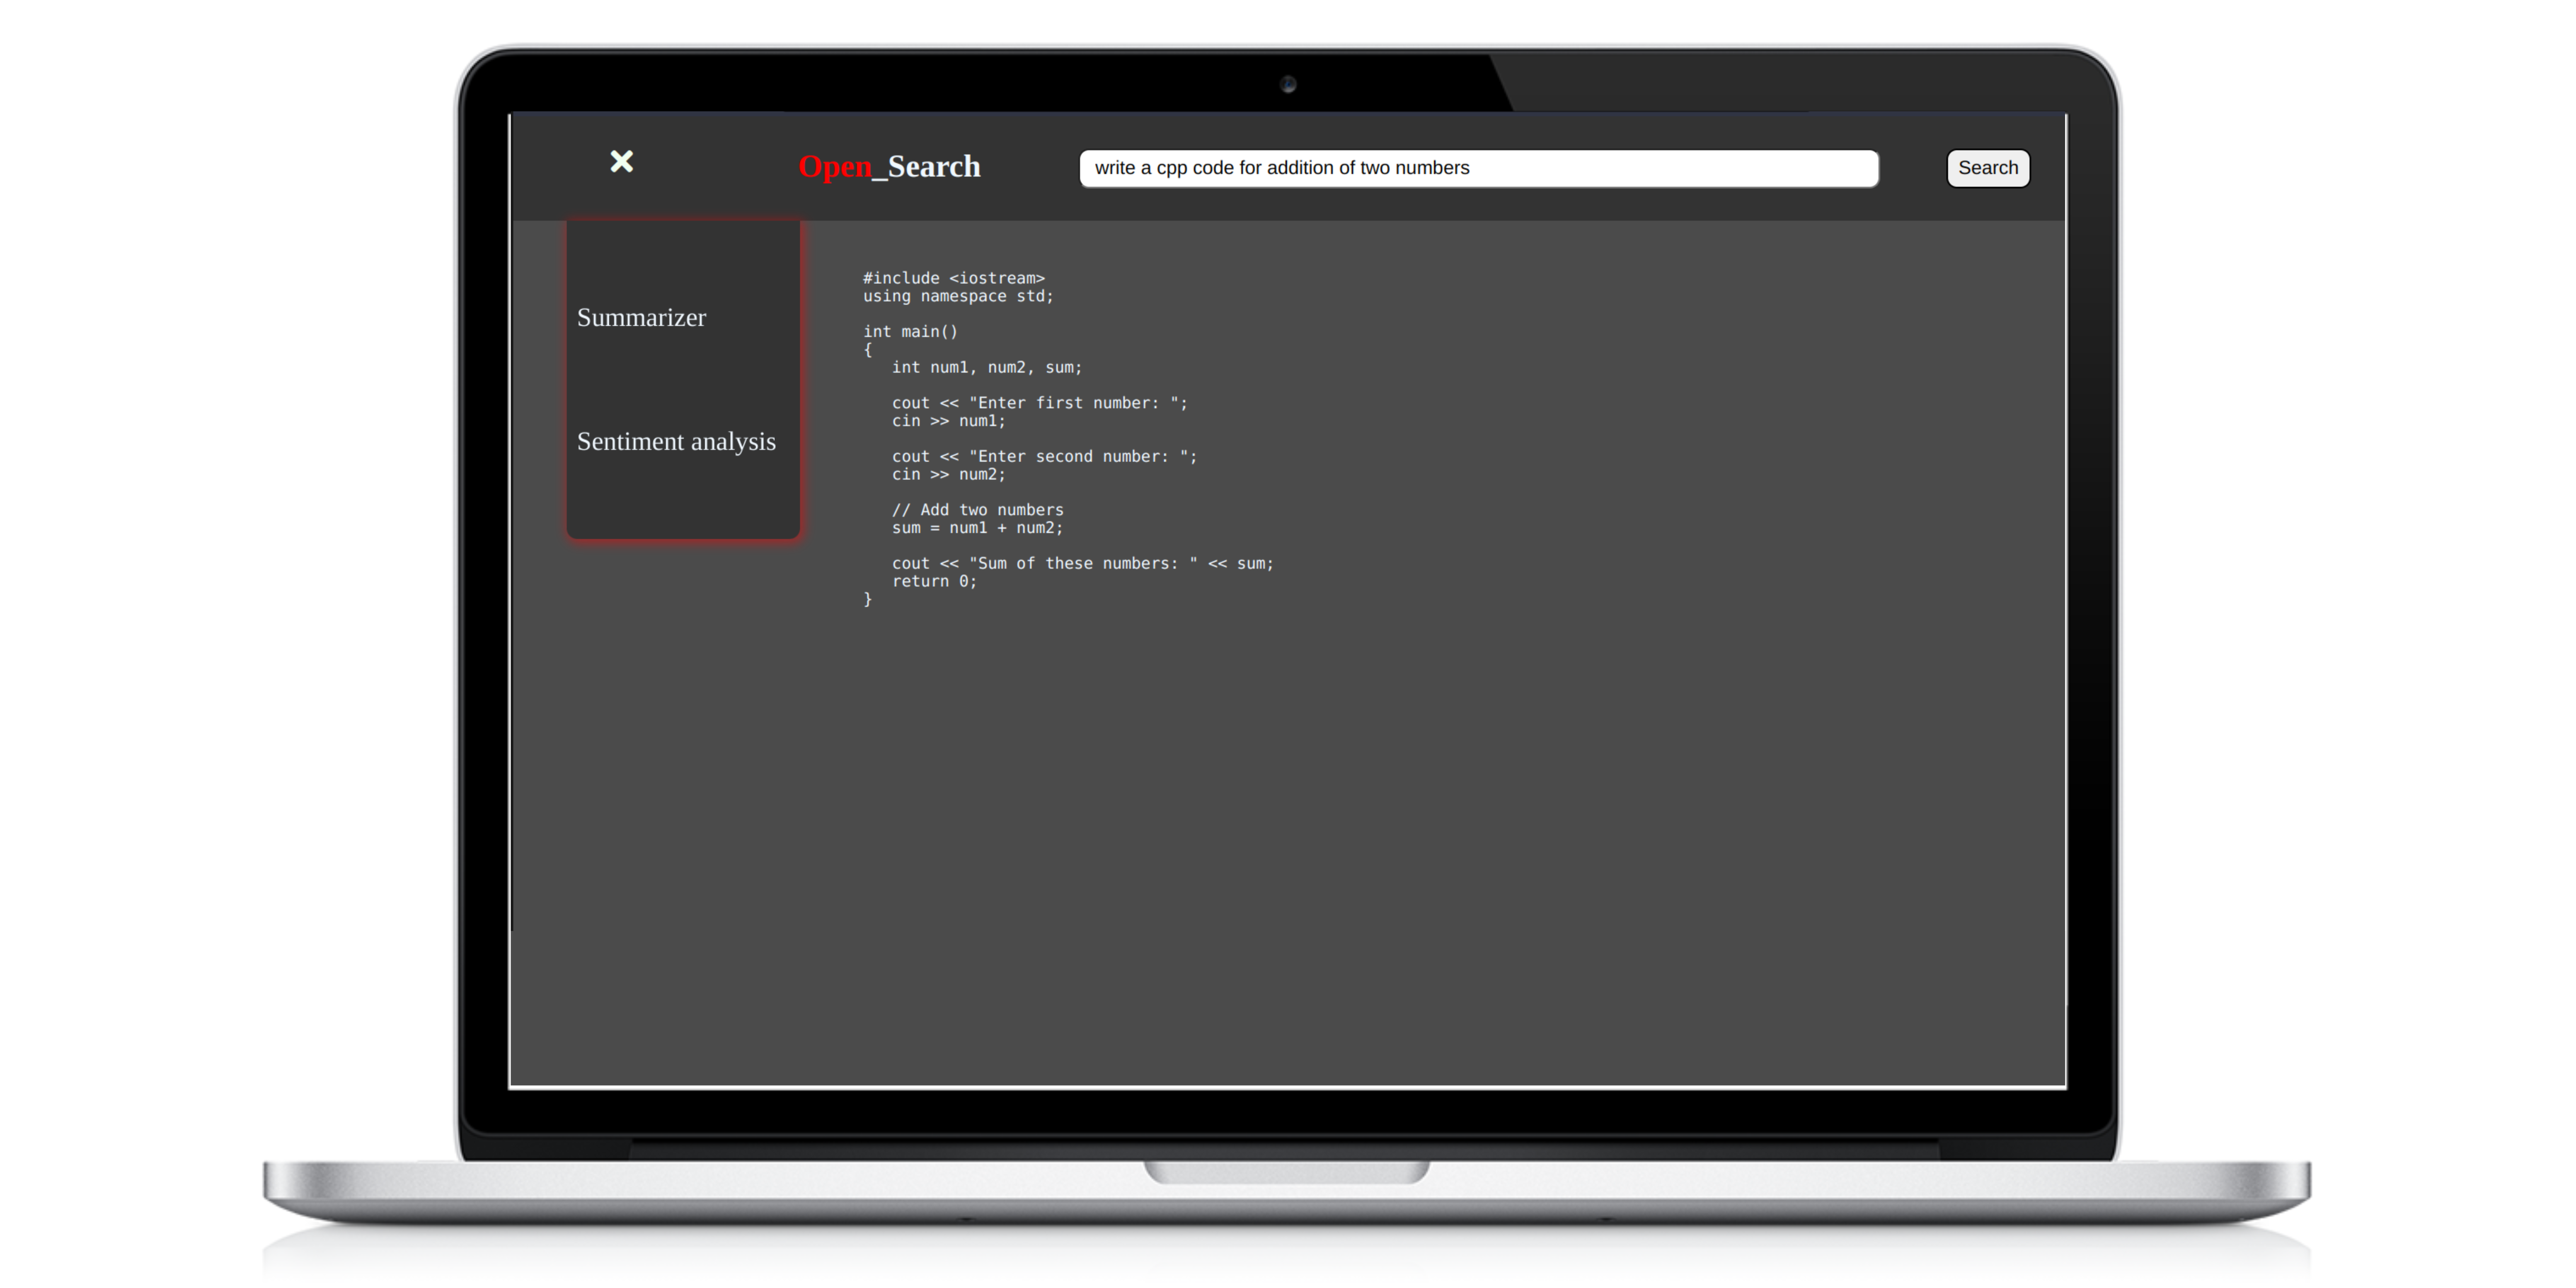 Open_Search
write a cpp code for addition of two numbers
Search
Summarizer
Sentiment analysis
#include <iostream>
using namespace std;
int main()
{
   int num1, num2, sum;
   cout << "Enter first number: ";
   cin >> num1;
   cout << "Enter second number: ";
   cin >> num2;
   // Add two numbers
   sum = num1 + num2;
   cout << "Sum of these numbers: " << sum;
   return 0;
}